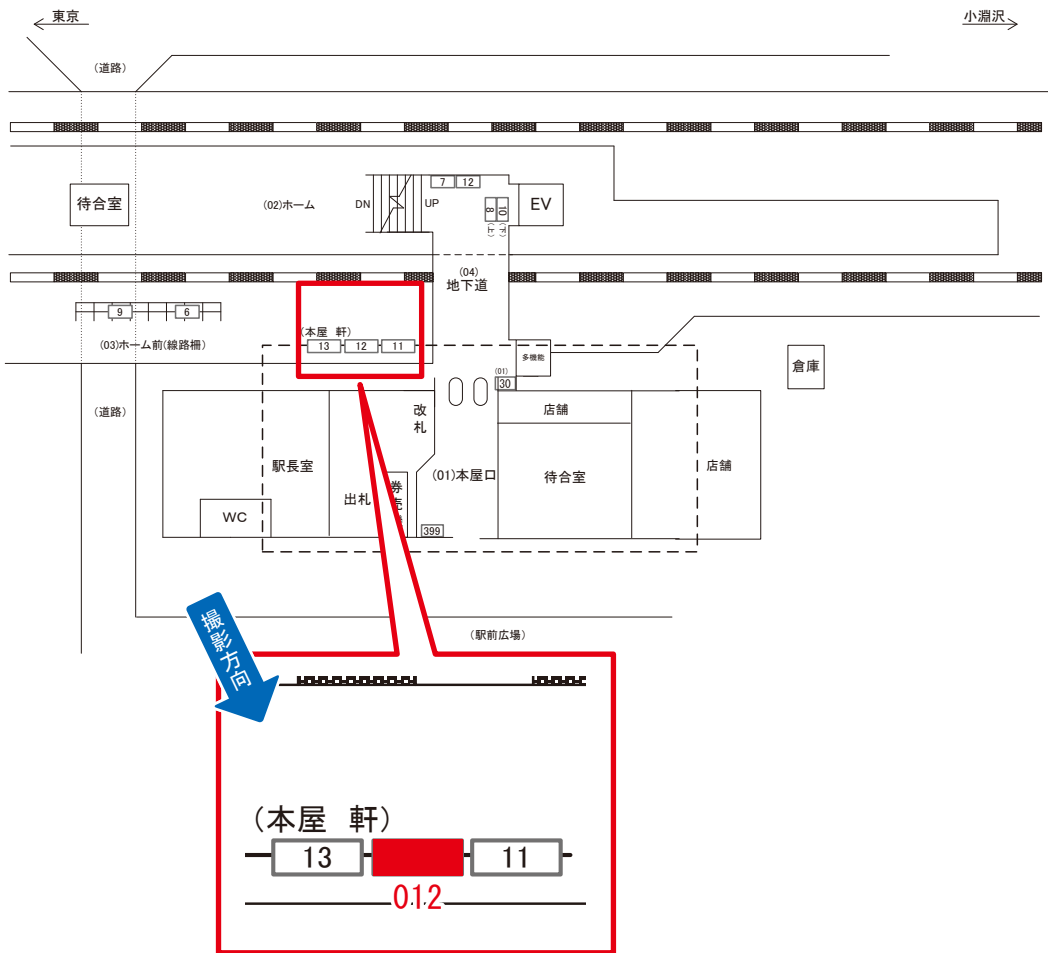 東京
小淵沢
(道路)
待合室
(02)ホーム
DN
UP
7
12
8
(上)
10
(下)
EV
(04)
地下道
9
6
(03)ホーム前(線路柵)
(本屋 軒)
13
12
11
多機能
(01)
30
倉庫
(道路)
改札
店舗
駅長室
出札
券売
(01)本屋口
待合室
店舗
WC
399
(駅前広場)
撮影方向
(本屋 軒)
13
11
012